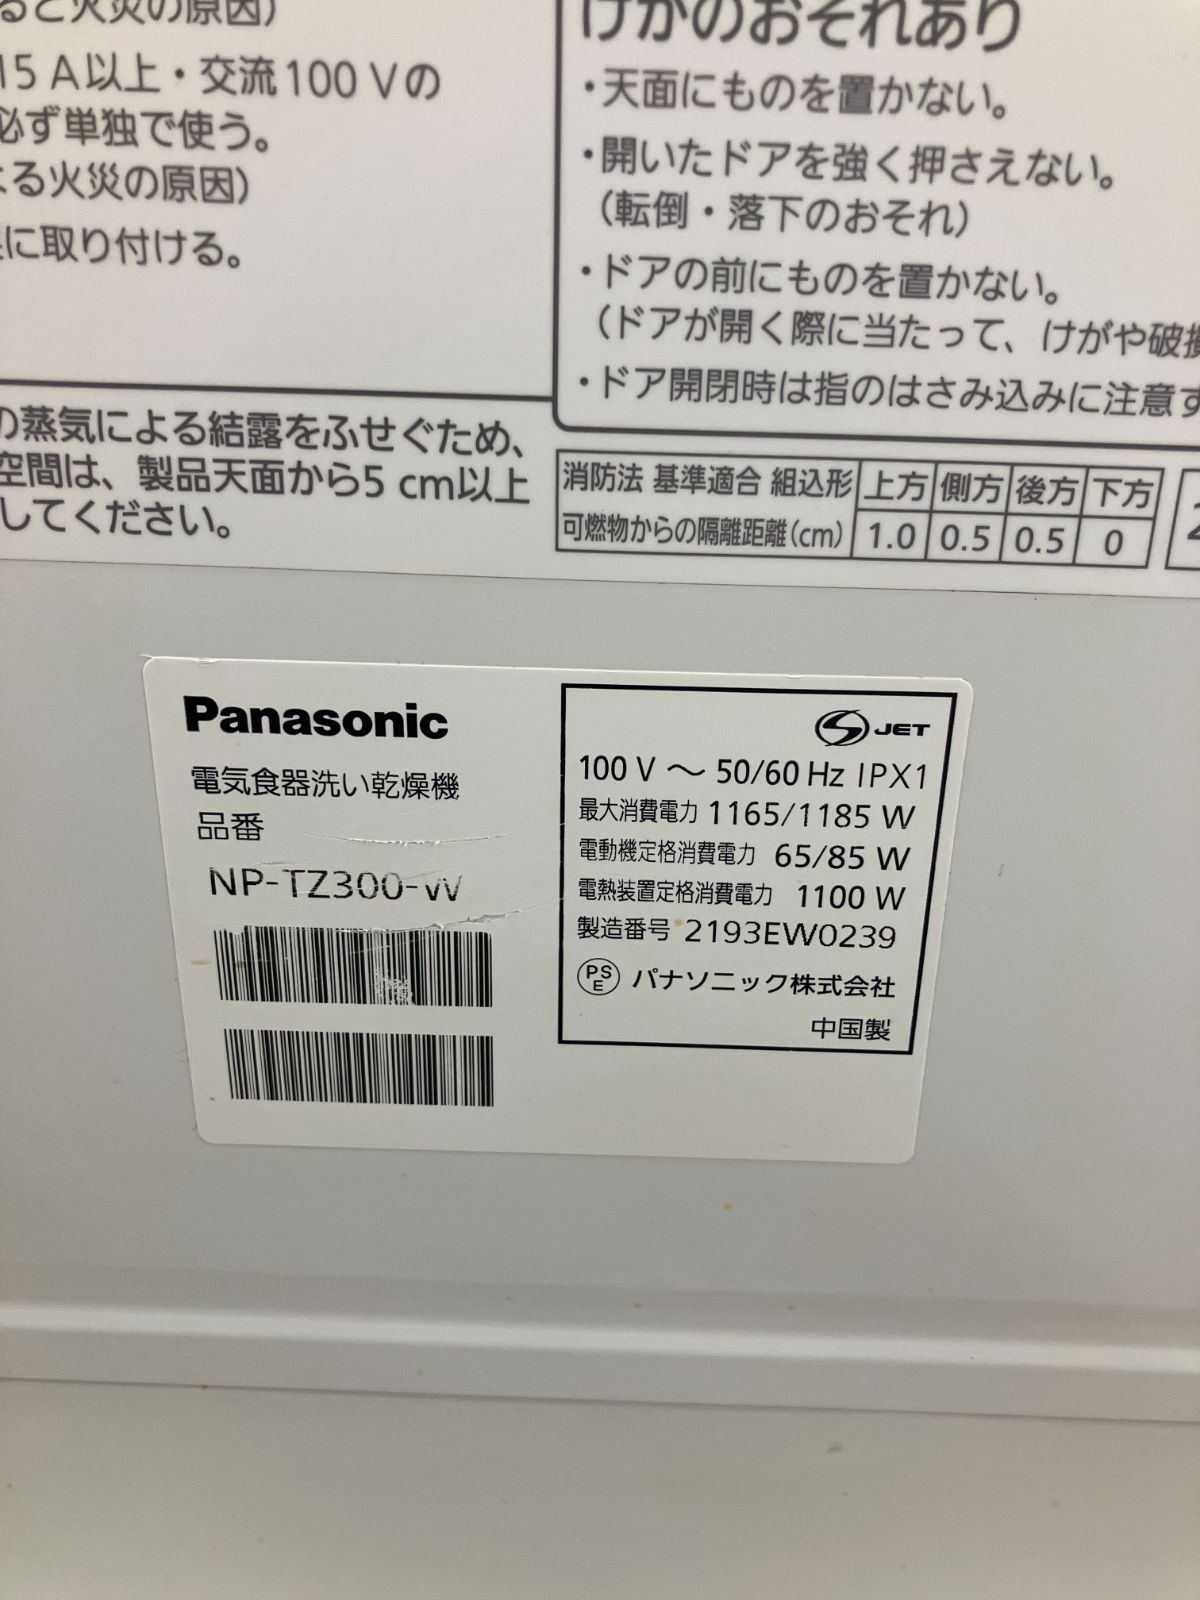 ると火災の原因)
15 A以上・交流100 Vの
必ず単独で使う。
よる火災の原因)
に取り付ける。
けがのおそれあり
・天面にものを置かない。
・開いたドアを強く押さえない。
(転倒・落下のおそれ)
・ドアの前にものを置かない。
(ドアが開く際に当たって、けがや破損
・ドア開閉時は指のはさみ込みに注意す
の蒸気による結露をふせぐため、
空間は、製品天面から5 cm以上
してください。
消防法 基準適合 組込形 上方 側方 後方 下方
可燃物からの隔離距離(cm) 1.0 0.5 0.5 0
2
Panasonic
電気食器洗い乾燥機
品番
NP-TZ300-W
S JET
100 V ～ 50/60 Hz IPX1
最大消費電力 1165/1185 W
電動機定格消費電力 65/85 W
電熱装置定格消費電力 1100 W
製造番号 2193EW0239
PSE パナソニック株式会社
中国製